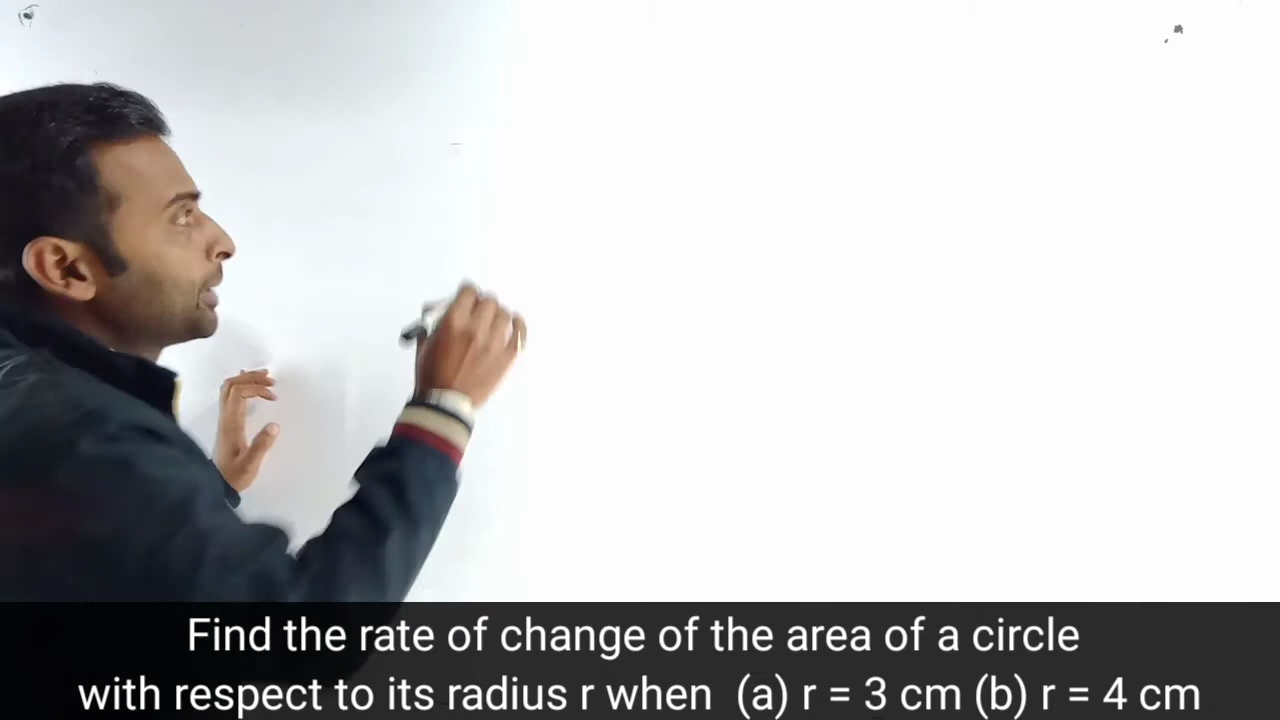 Find the rate of change of the area of a circle
with respect to its radius r when (a) r = 3 cm (b) r = 4 cm